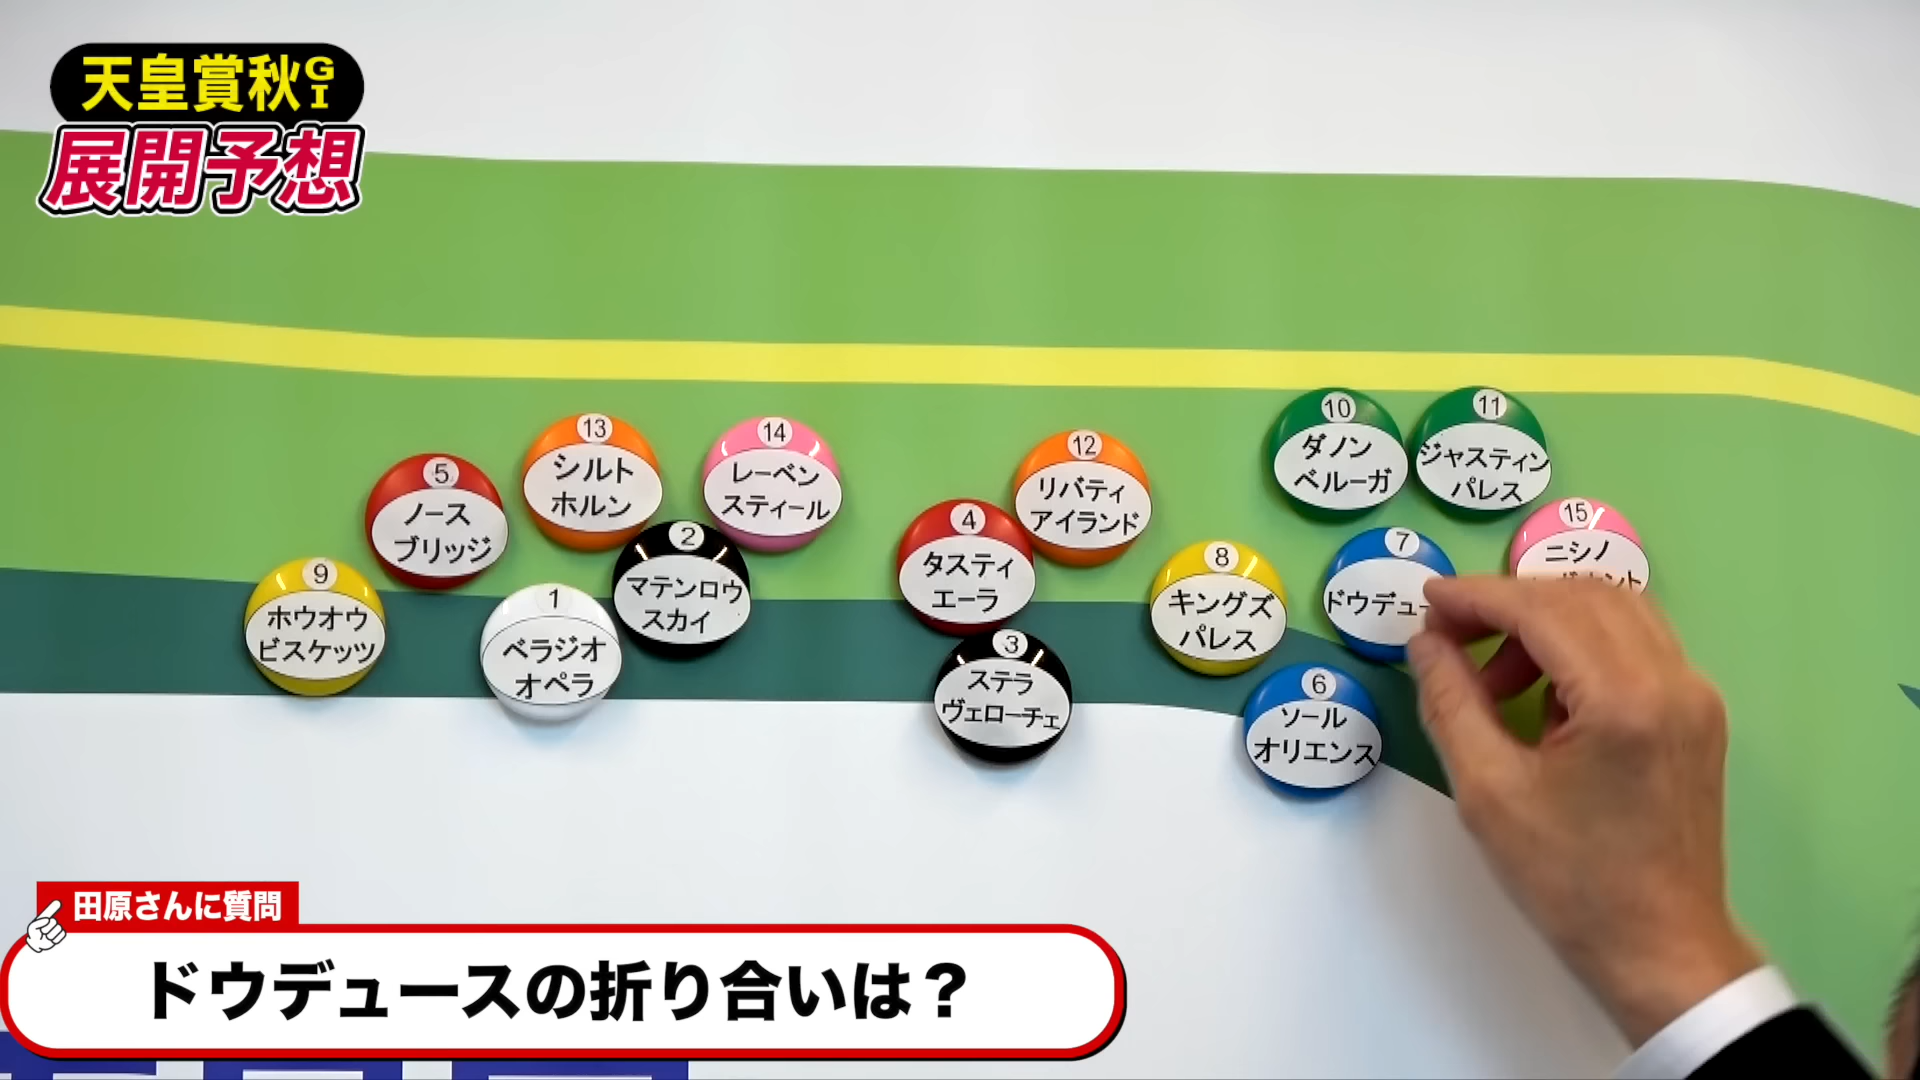 天皇賞秋GI
展開予想
5
ノース
ブリッジ
13
シルト
ホルン
14
レーベン
スティール
12
リバティ
アイランド
10
ダノン
ベルーガ
11
ジャスティン
パレス
9
ホウオウ
ビスケッツ
1
ベラジオ
オペラ
2
マテンロウ
スカイ
4
タスティ
エーラ
3
ステラ
ヴェローチェ
8
キングズ
パレス
7
ドウデュー
6
ソール
オリエンス
15
ニシノ
田原さんに質問
ドウデュースの折り合いは？